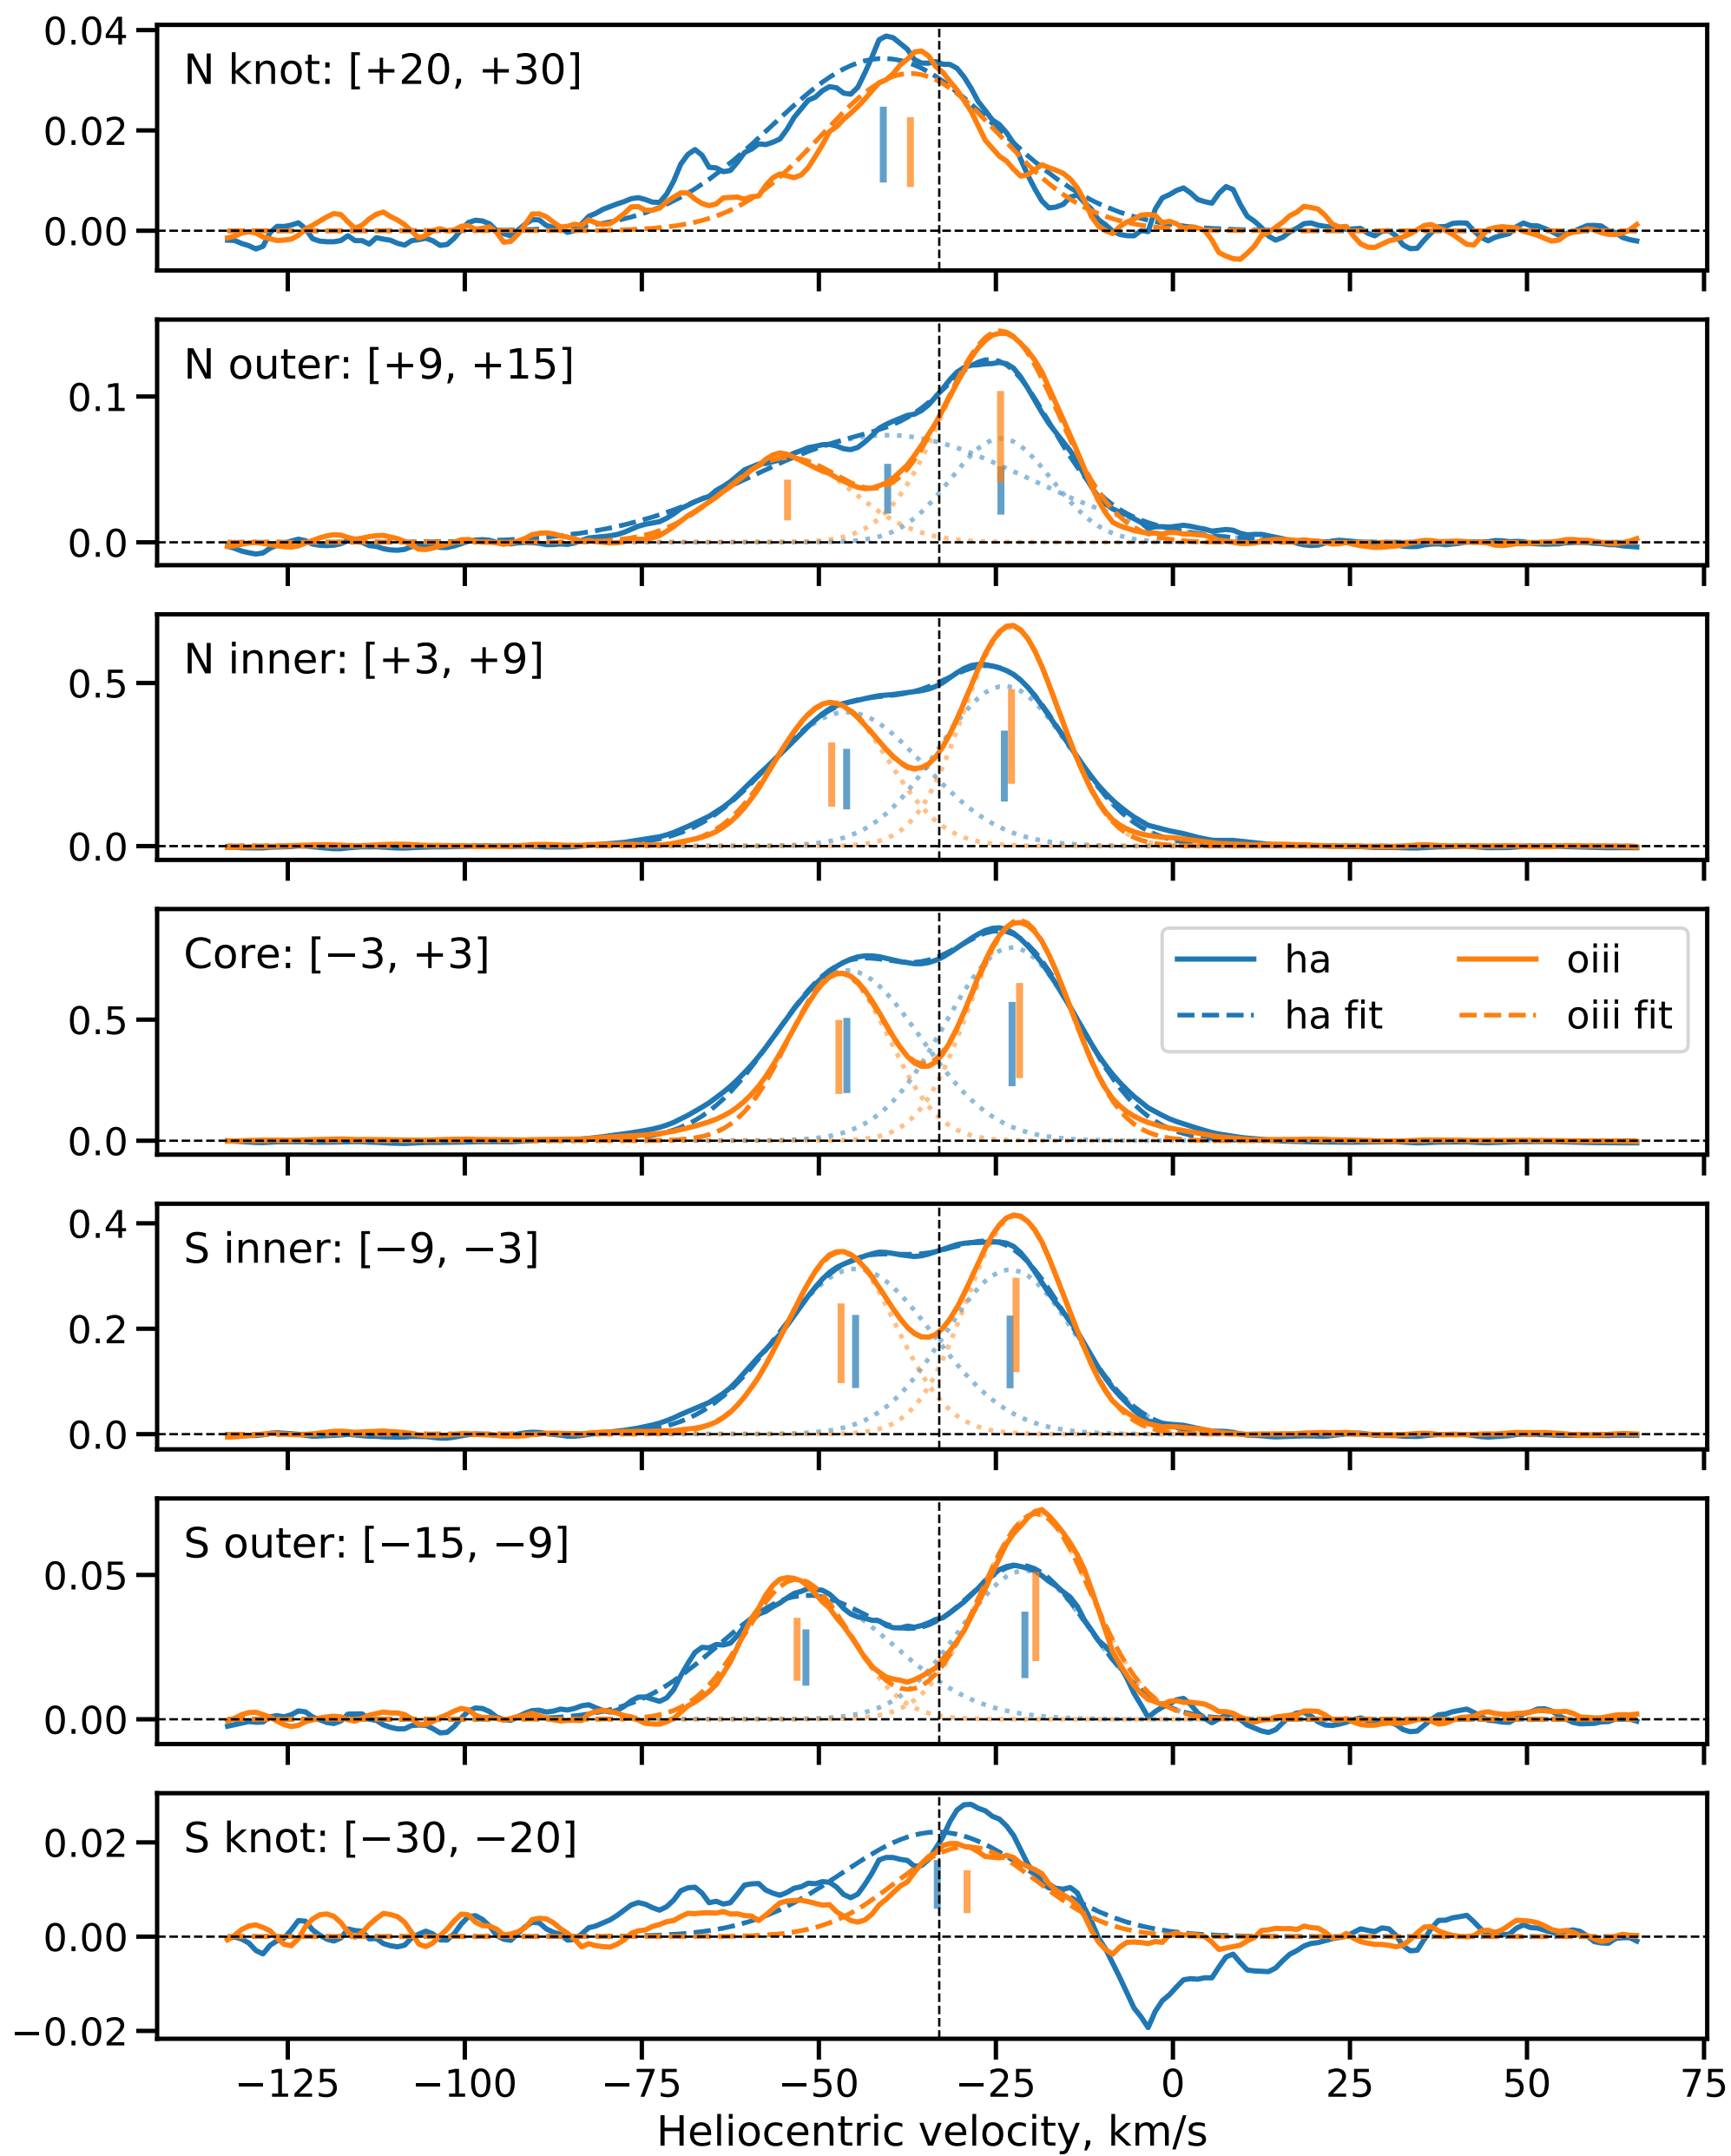 0.04
0.02
0.00
N knot: [+20, +30]
0.1
0.0
N outer: [+9, +15]
0.5
0.0
N inner: [+3, +9]
0.5
0.0
Core: [−3, +3]
ha
oiii
ha fit
oiii fit
0.4
0.2
0.0
S inner: [−9, −3]
0.05
0.00
S outer: [−15, −9]
0.02
0.00
−0.02
S knot: [−30, −20]
−125 −100 −75 −50 −25 0 25 50 75
Heliocentric velocity, km/s